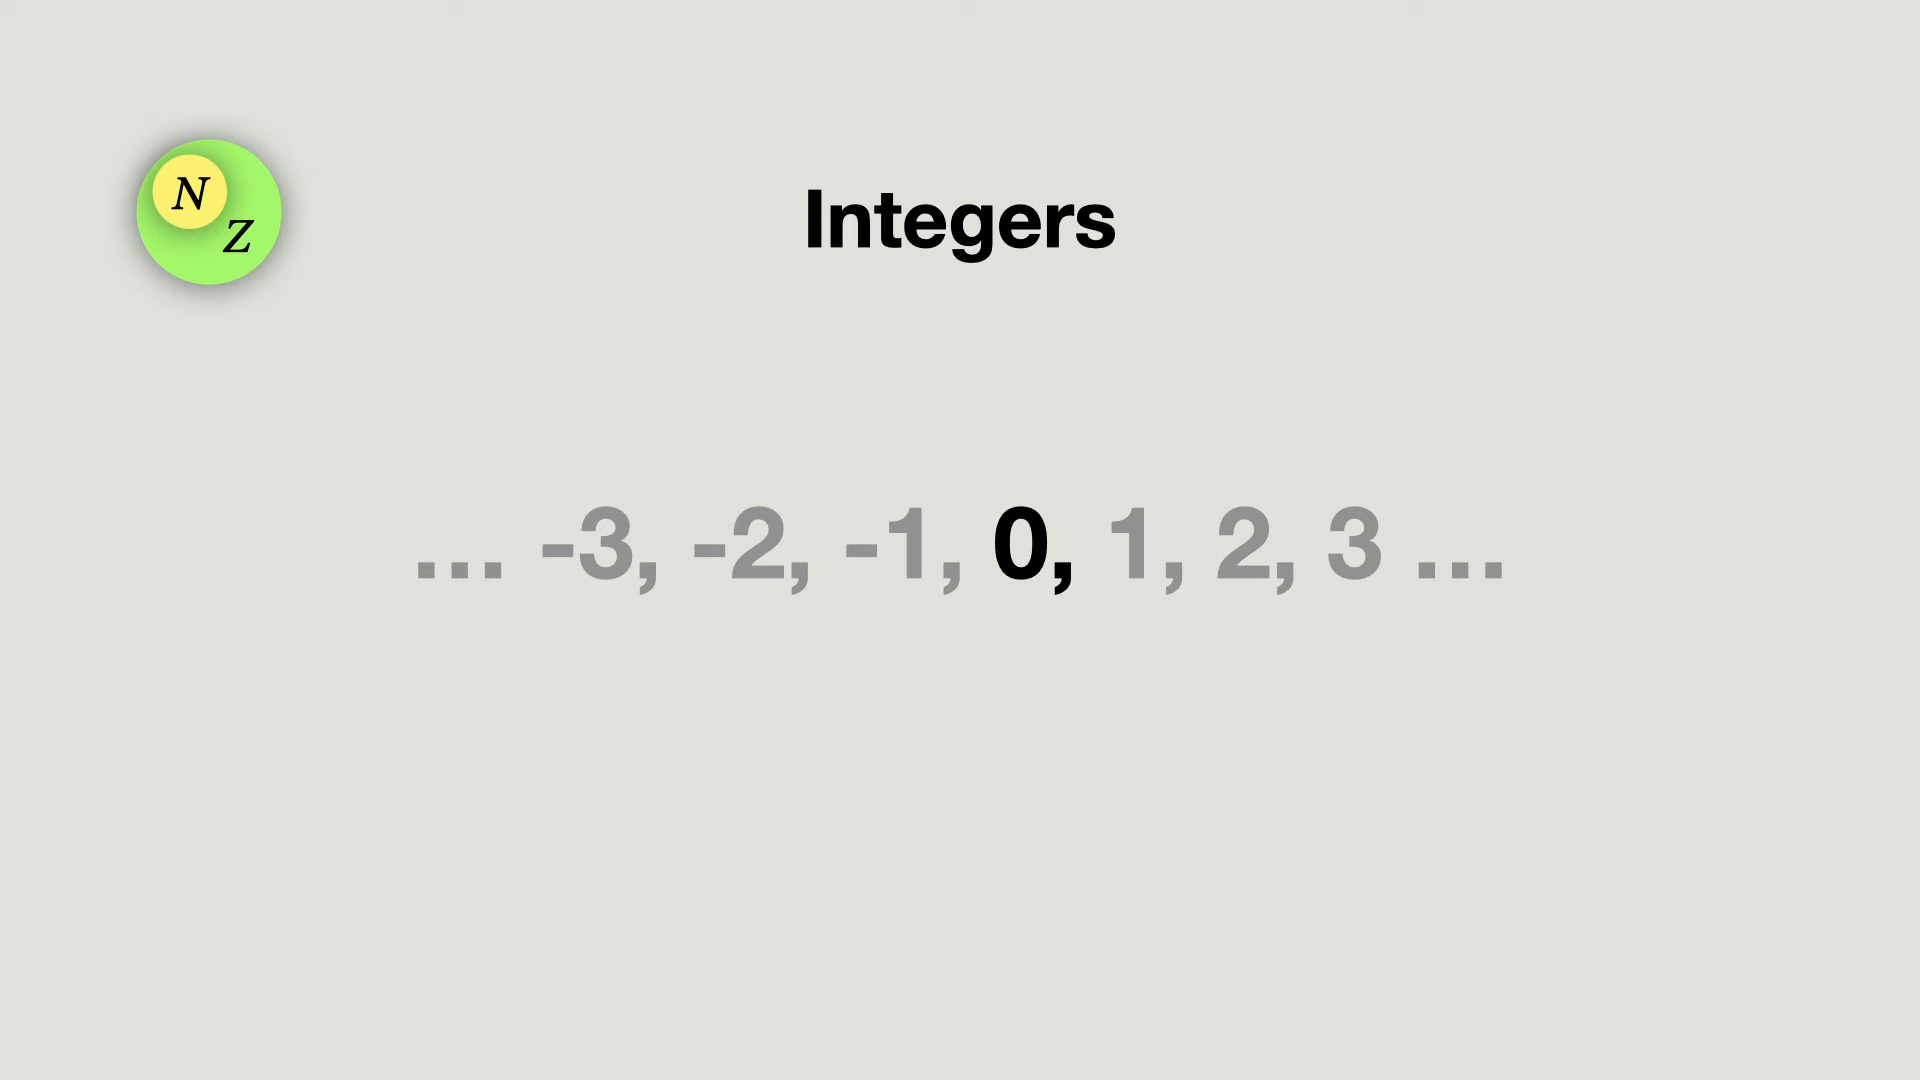 N
Z
Integers
… -3, -2, -1, 0, 1, 2, 3 …